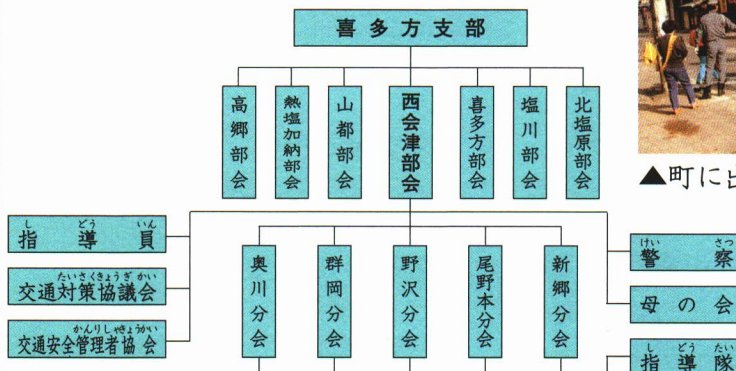 喜多方支部
高郷部会
熱塩加納部会
山都部会
西会津部会
喜多方部会
塩川部会
北塩原部会
▲町に出
しどういん
指導員
たいさくきょうぎかい
交通対策協議会
かんりしゃきょうかい
交通安全管理者協会
奥川分会
群岡分会
野沢分会
尾野本分会
新郷分会
けいさつ
警察
母の会
しどうたい
指導隊